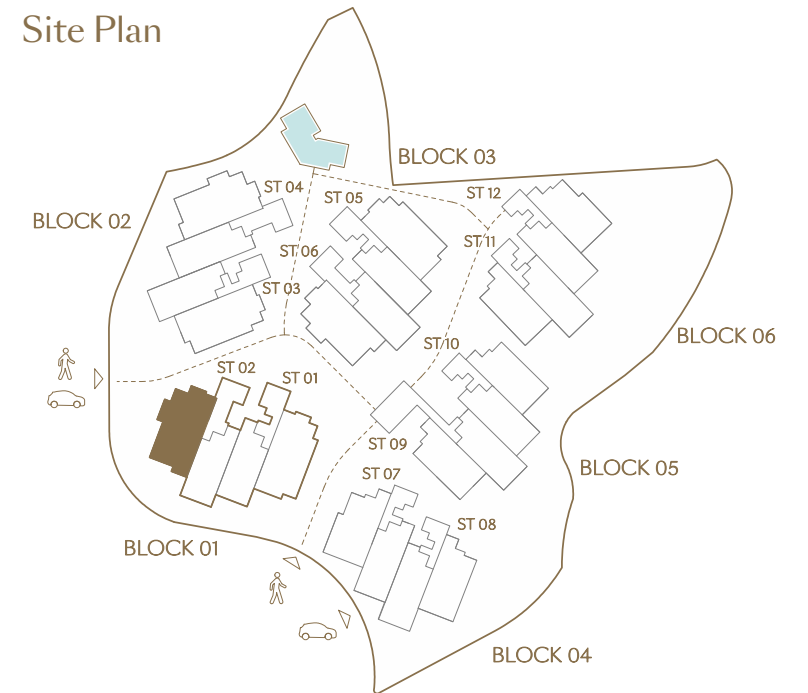 Site Plan
BLOCK 03
ST 04
ST 05
ST 12
BLOCK 02
ST 11
ST 06
ST 03
BLOCK 06
ST 10
ST 02
ST 01
ST 09
BLOCK 05
ST 07
ST 08
BLOCK 01
BLOCK 04